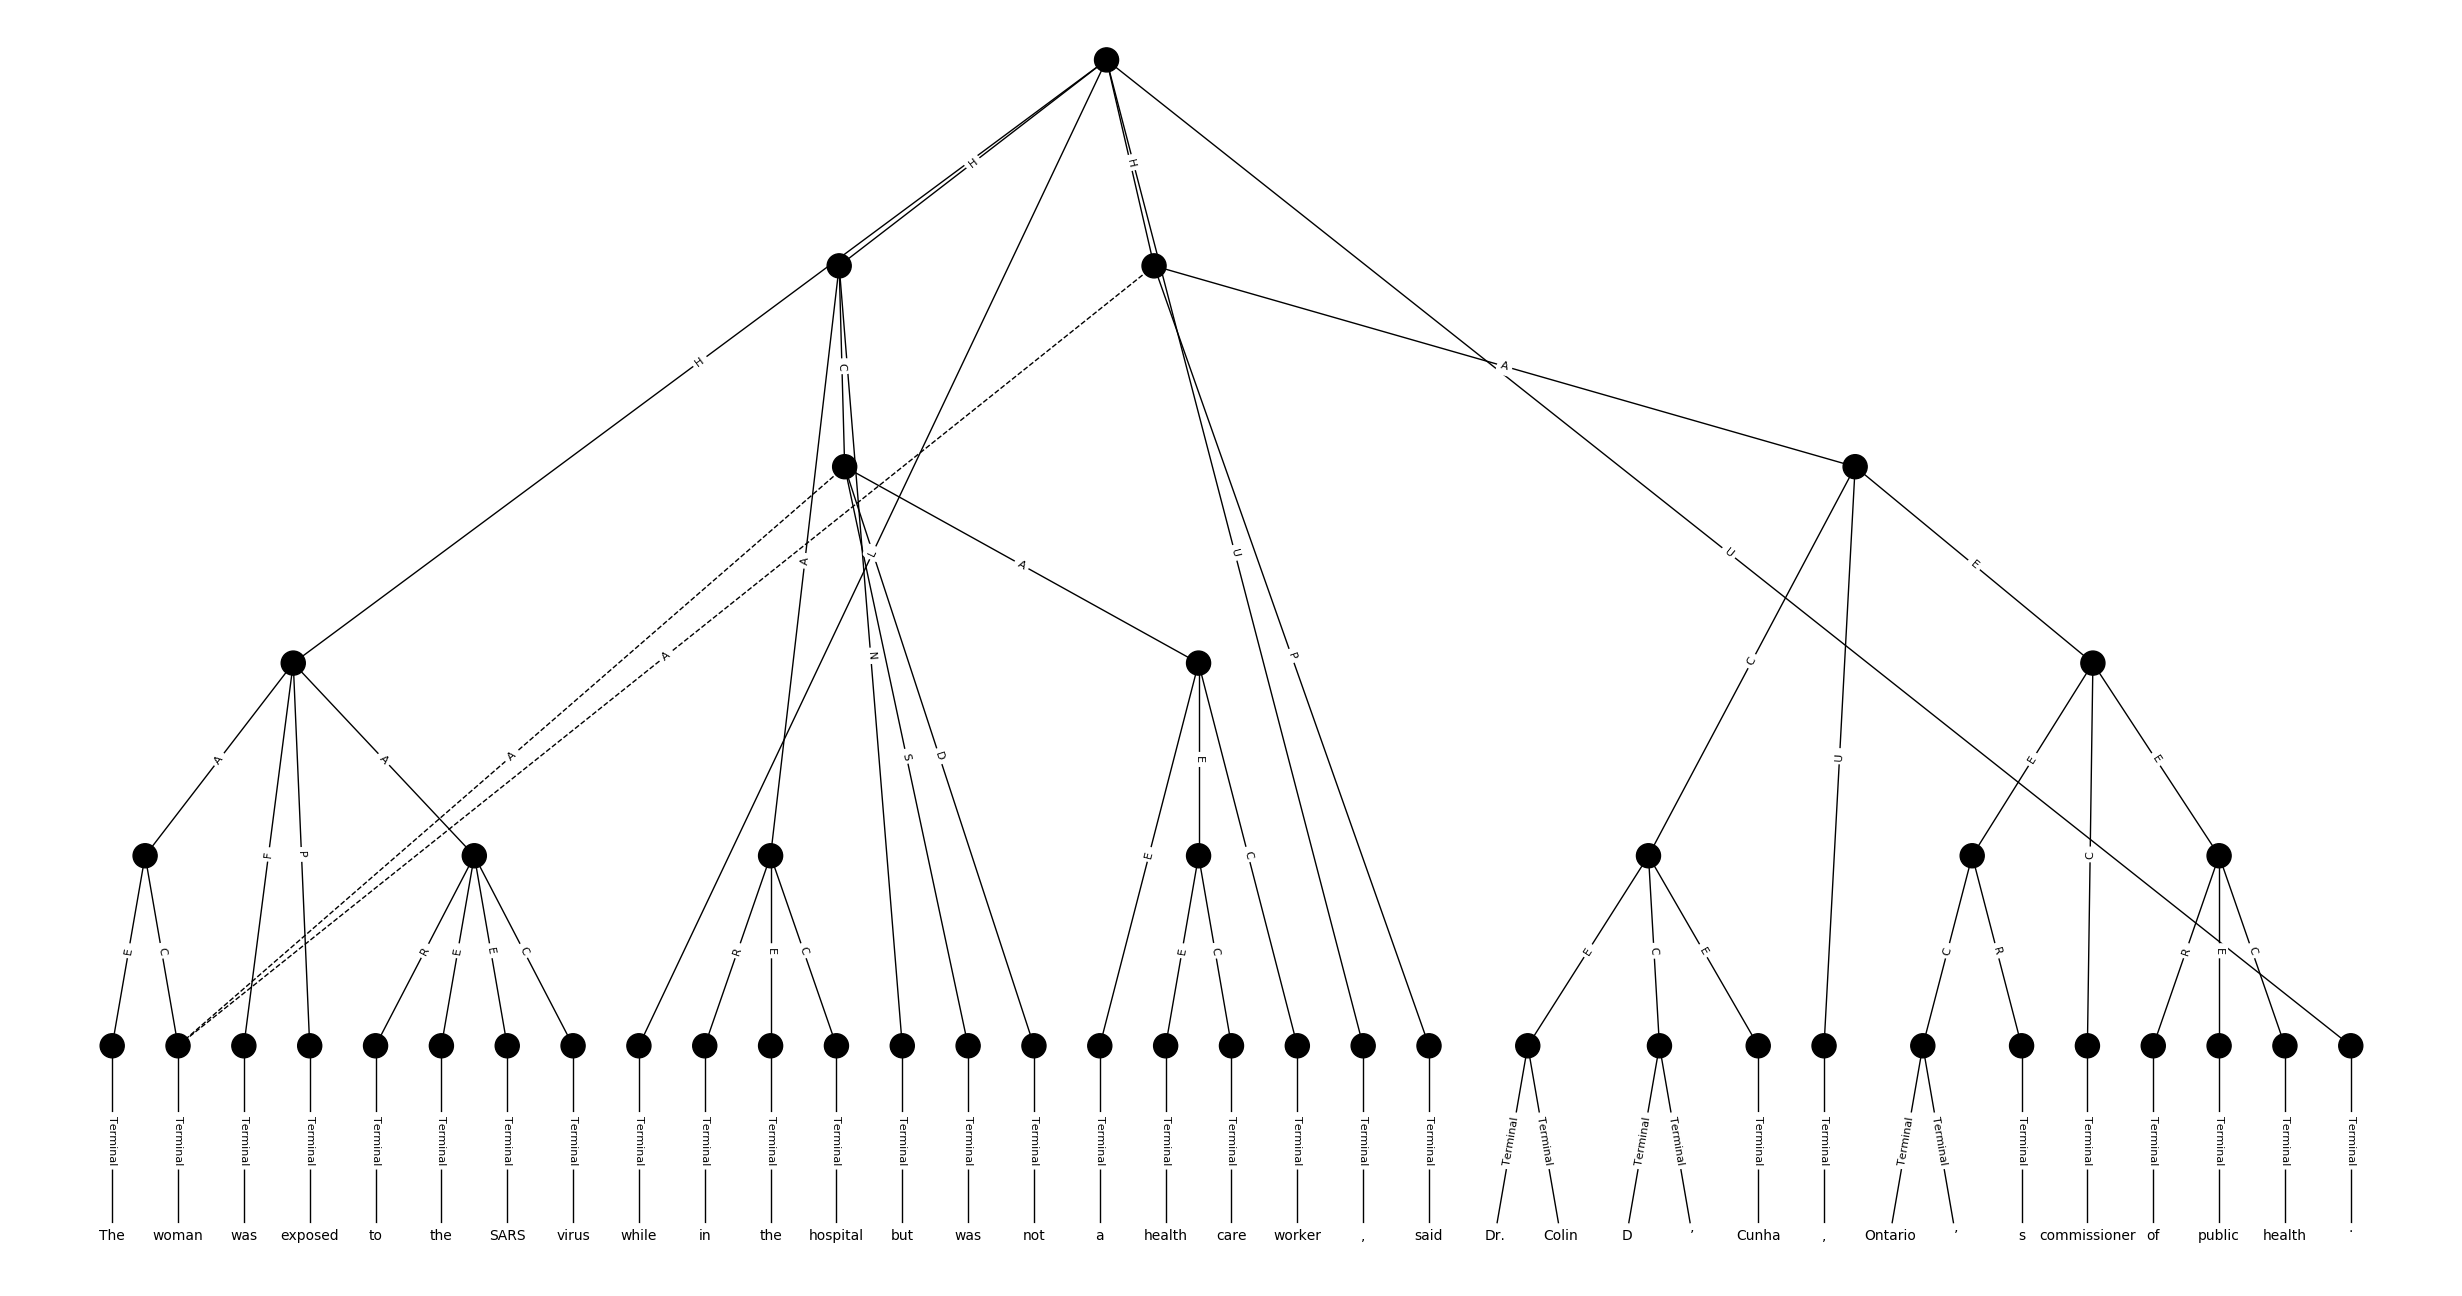 H
H
H
C
A
L
A
U
U
A
E
A
N
P
C
A
A
A
S
D
E
U
E
E
F
P
E
C
C
E
C
R
E
E
C
R
E
C
E
C
E
C
E
C
R
R
E
C
Terminal Terminal Terminal Terminal Terminal Terminal Terminal Terminal Terminal Terminal Terminal Terminal Terminal Terminal Terminal Terminal Terminal Terminal Terminal Terminal Terminal Terminal Terminal Terminal Terminal Terminal Terminal Terminal Terminal Terminal Terminal Terminal Terminal Terminal Terminal
The woman was exposed to the SARS virus while in the hospital but was not a health care worker , said Dr. Colin D ' Cunha , Ontario ' s commissioner of public health .